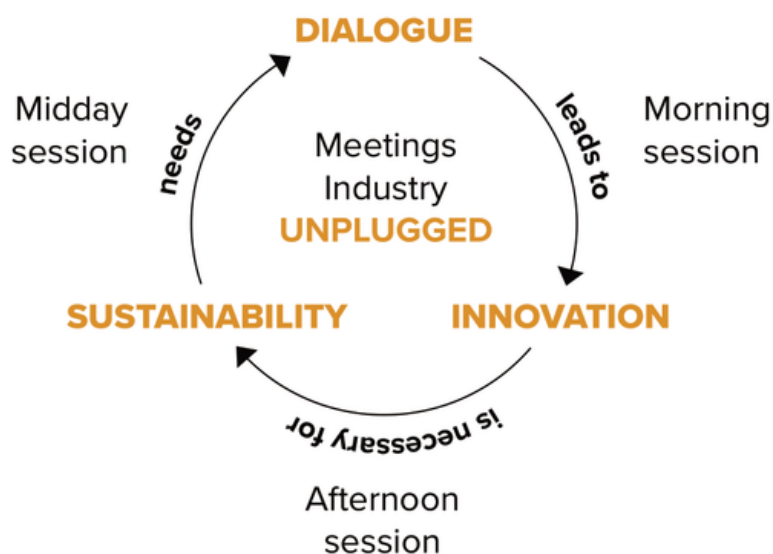 DIALOGUE
Midday
session
needs
Meetings
Industry
UNPLUGGED
leads to
Morning
session
SUSTAINABILITY
INNOVATION
is necessary for
Afternoon
session